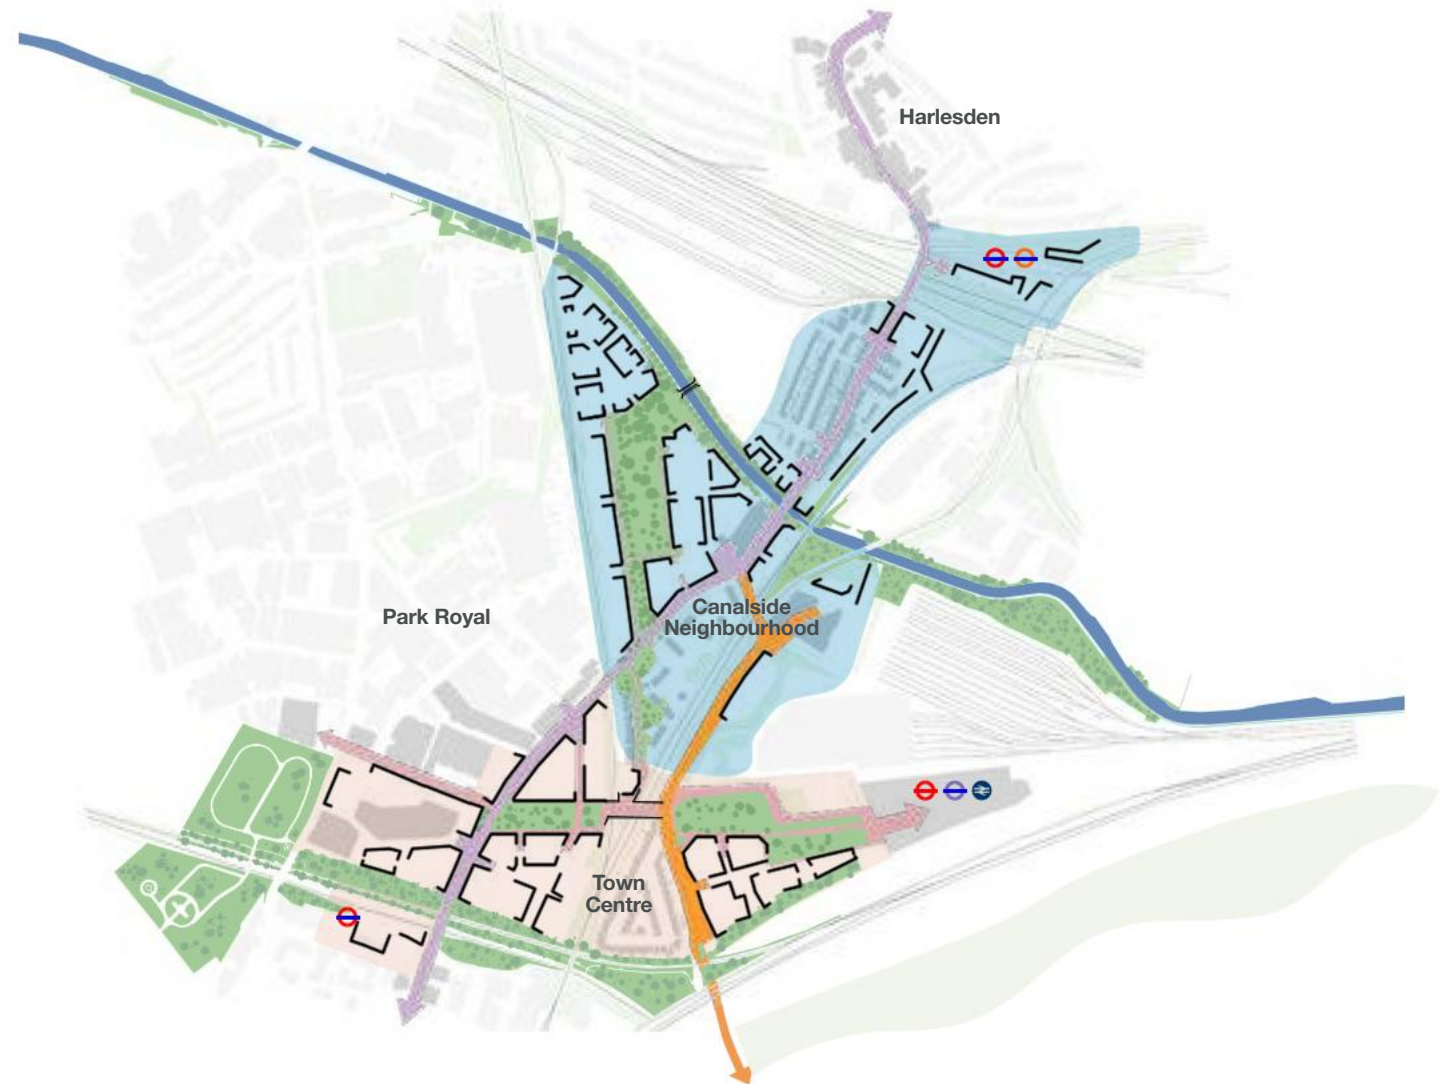 Harlesden
Park Royal
Canalside
Neighbourhood
Town
Centre